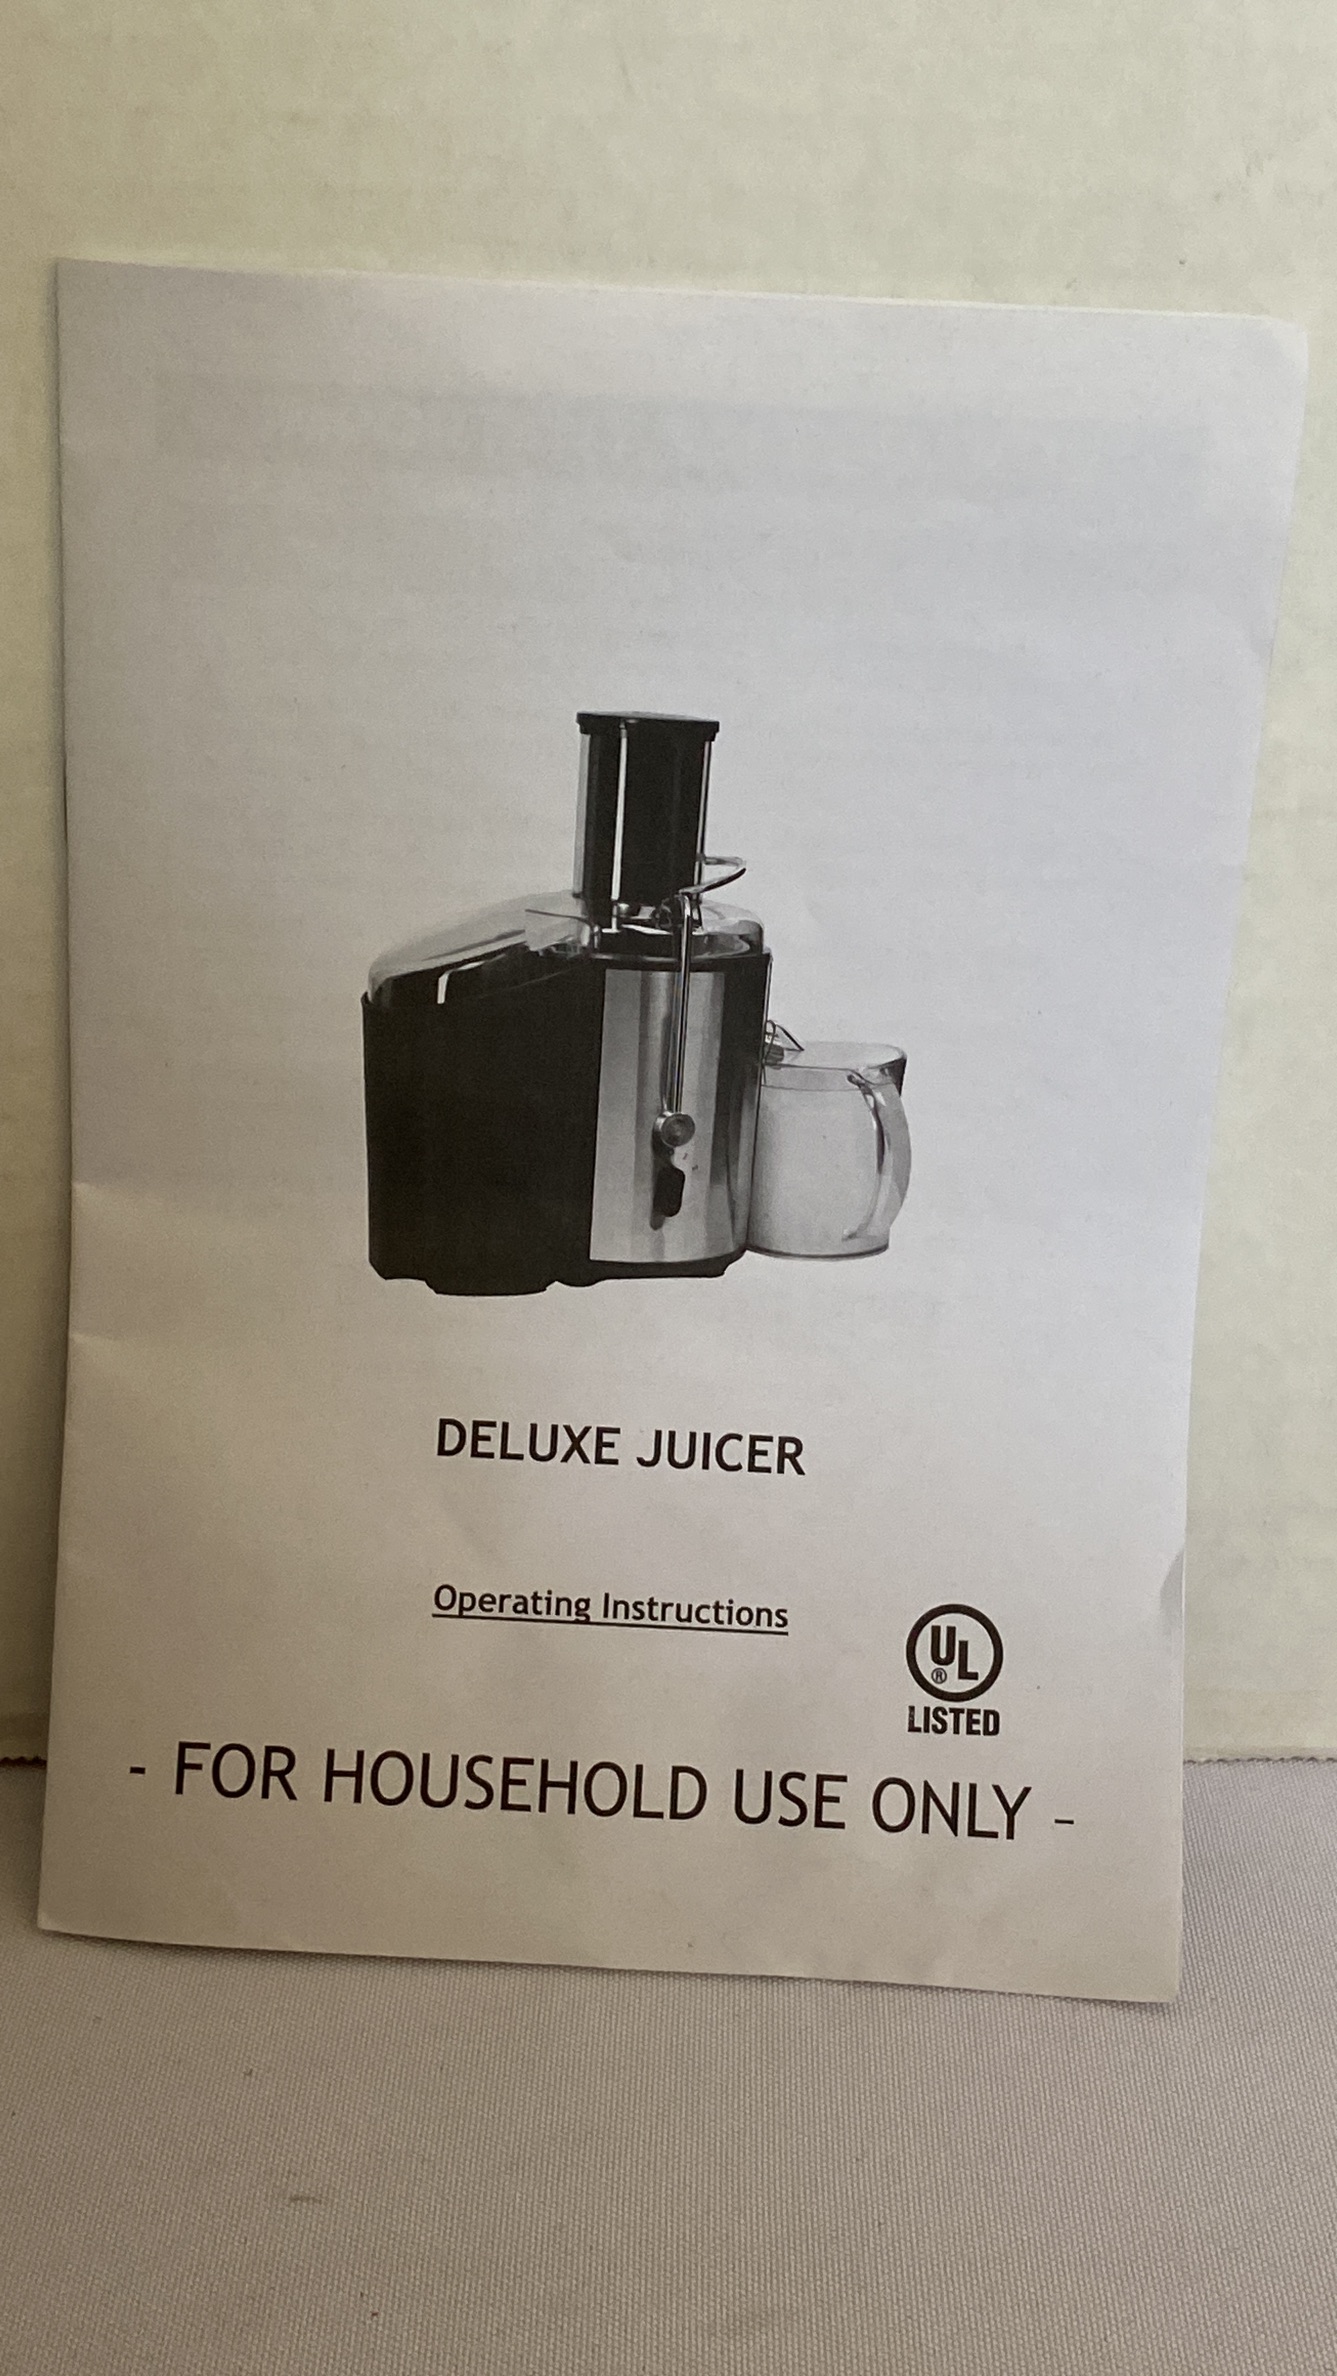 DELUXE JUICER
Operating Instructions
UL
®
LISTED
- FOR HOUSEHOLD USE ONLY -